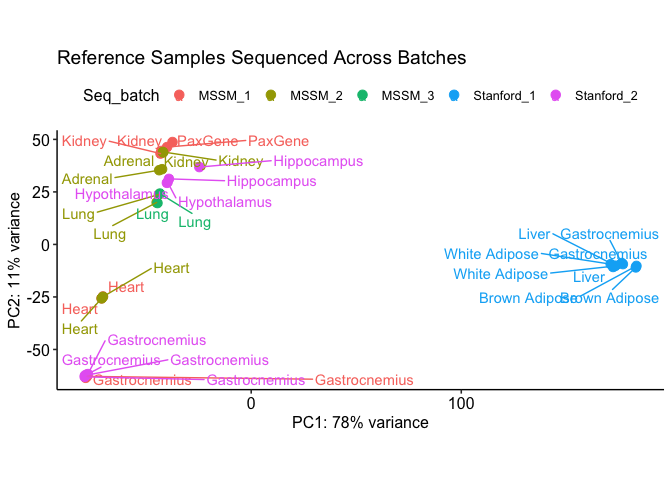 Reference Samples Sequenced Across Batches
Seq_batch MSSM_1 MSSM_2 MSSM_3 Stanford_1 Stanford_2
PC2: 11% variance
50
25
0
-25
-50
Kidney Kidney PaxGene PaxGene
Adrenal Kidney Kidney Hippocampus
Adrenal Hippocampus
Hypothalamus Hypothalamus
Lung Lung Lung
Lung
Liver Gastrocnemius
White Adipose Gastrocnemius
White Adipose Liver
Brown Adipose Brown Adipose
Heart
Heart
Heart
Heart
Gastrocnemius
Gastrocnemius Gastrocnemius
Gastrocnemius Gastrocnemius Gastrocnemius
0 100
PC1: 78% variance